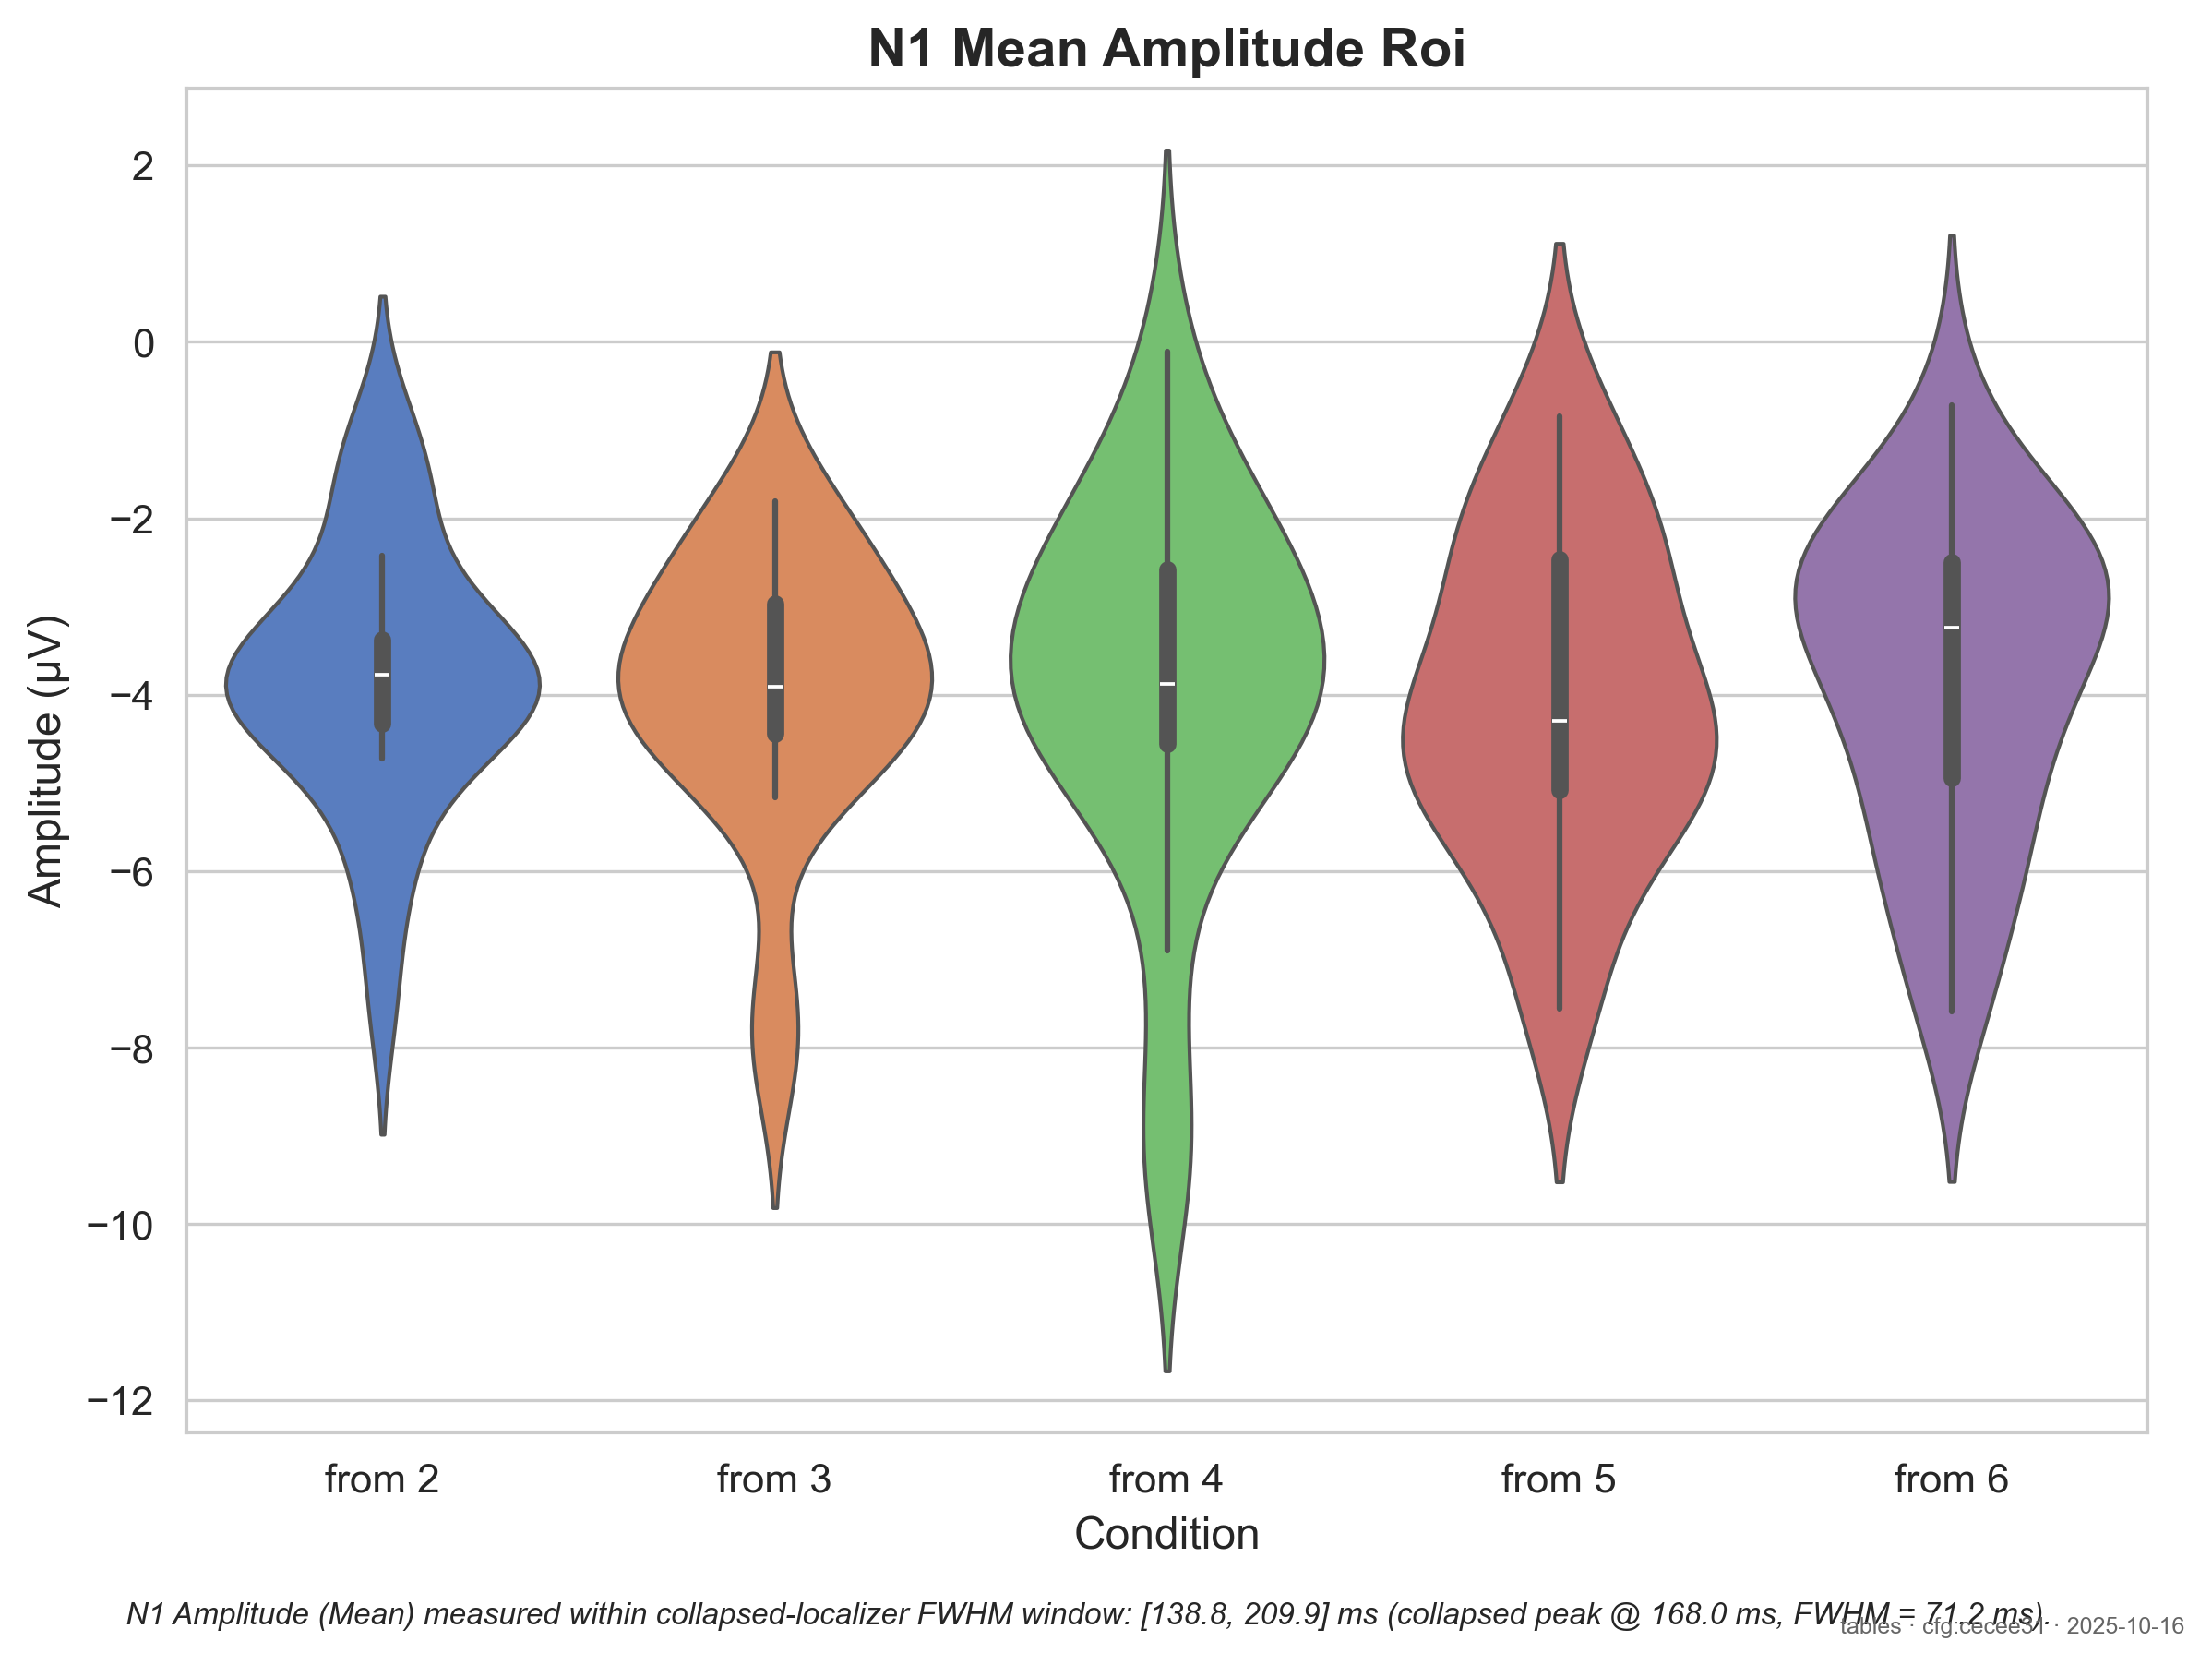 N1 Mean Amplitude Roi
2
0
−2
−4
−6
−8
−10
−12
Amplitude (µV)
from 2 from 3 from 4 from 5 from 6
Condition
N1 Amplitude (Mean) measured within collapsed-localizer FWHM window: [138.8, 209.9] ms (collapsed peak @ 168.0 ms, FWHM = 71.2 ms).
tables · cfg:cecee31 · 2025-10-16